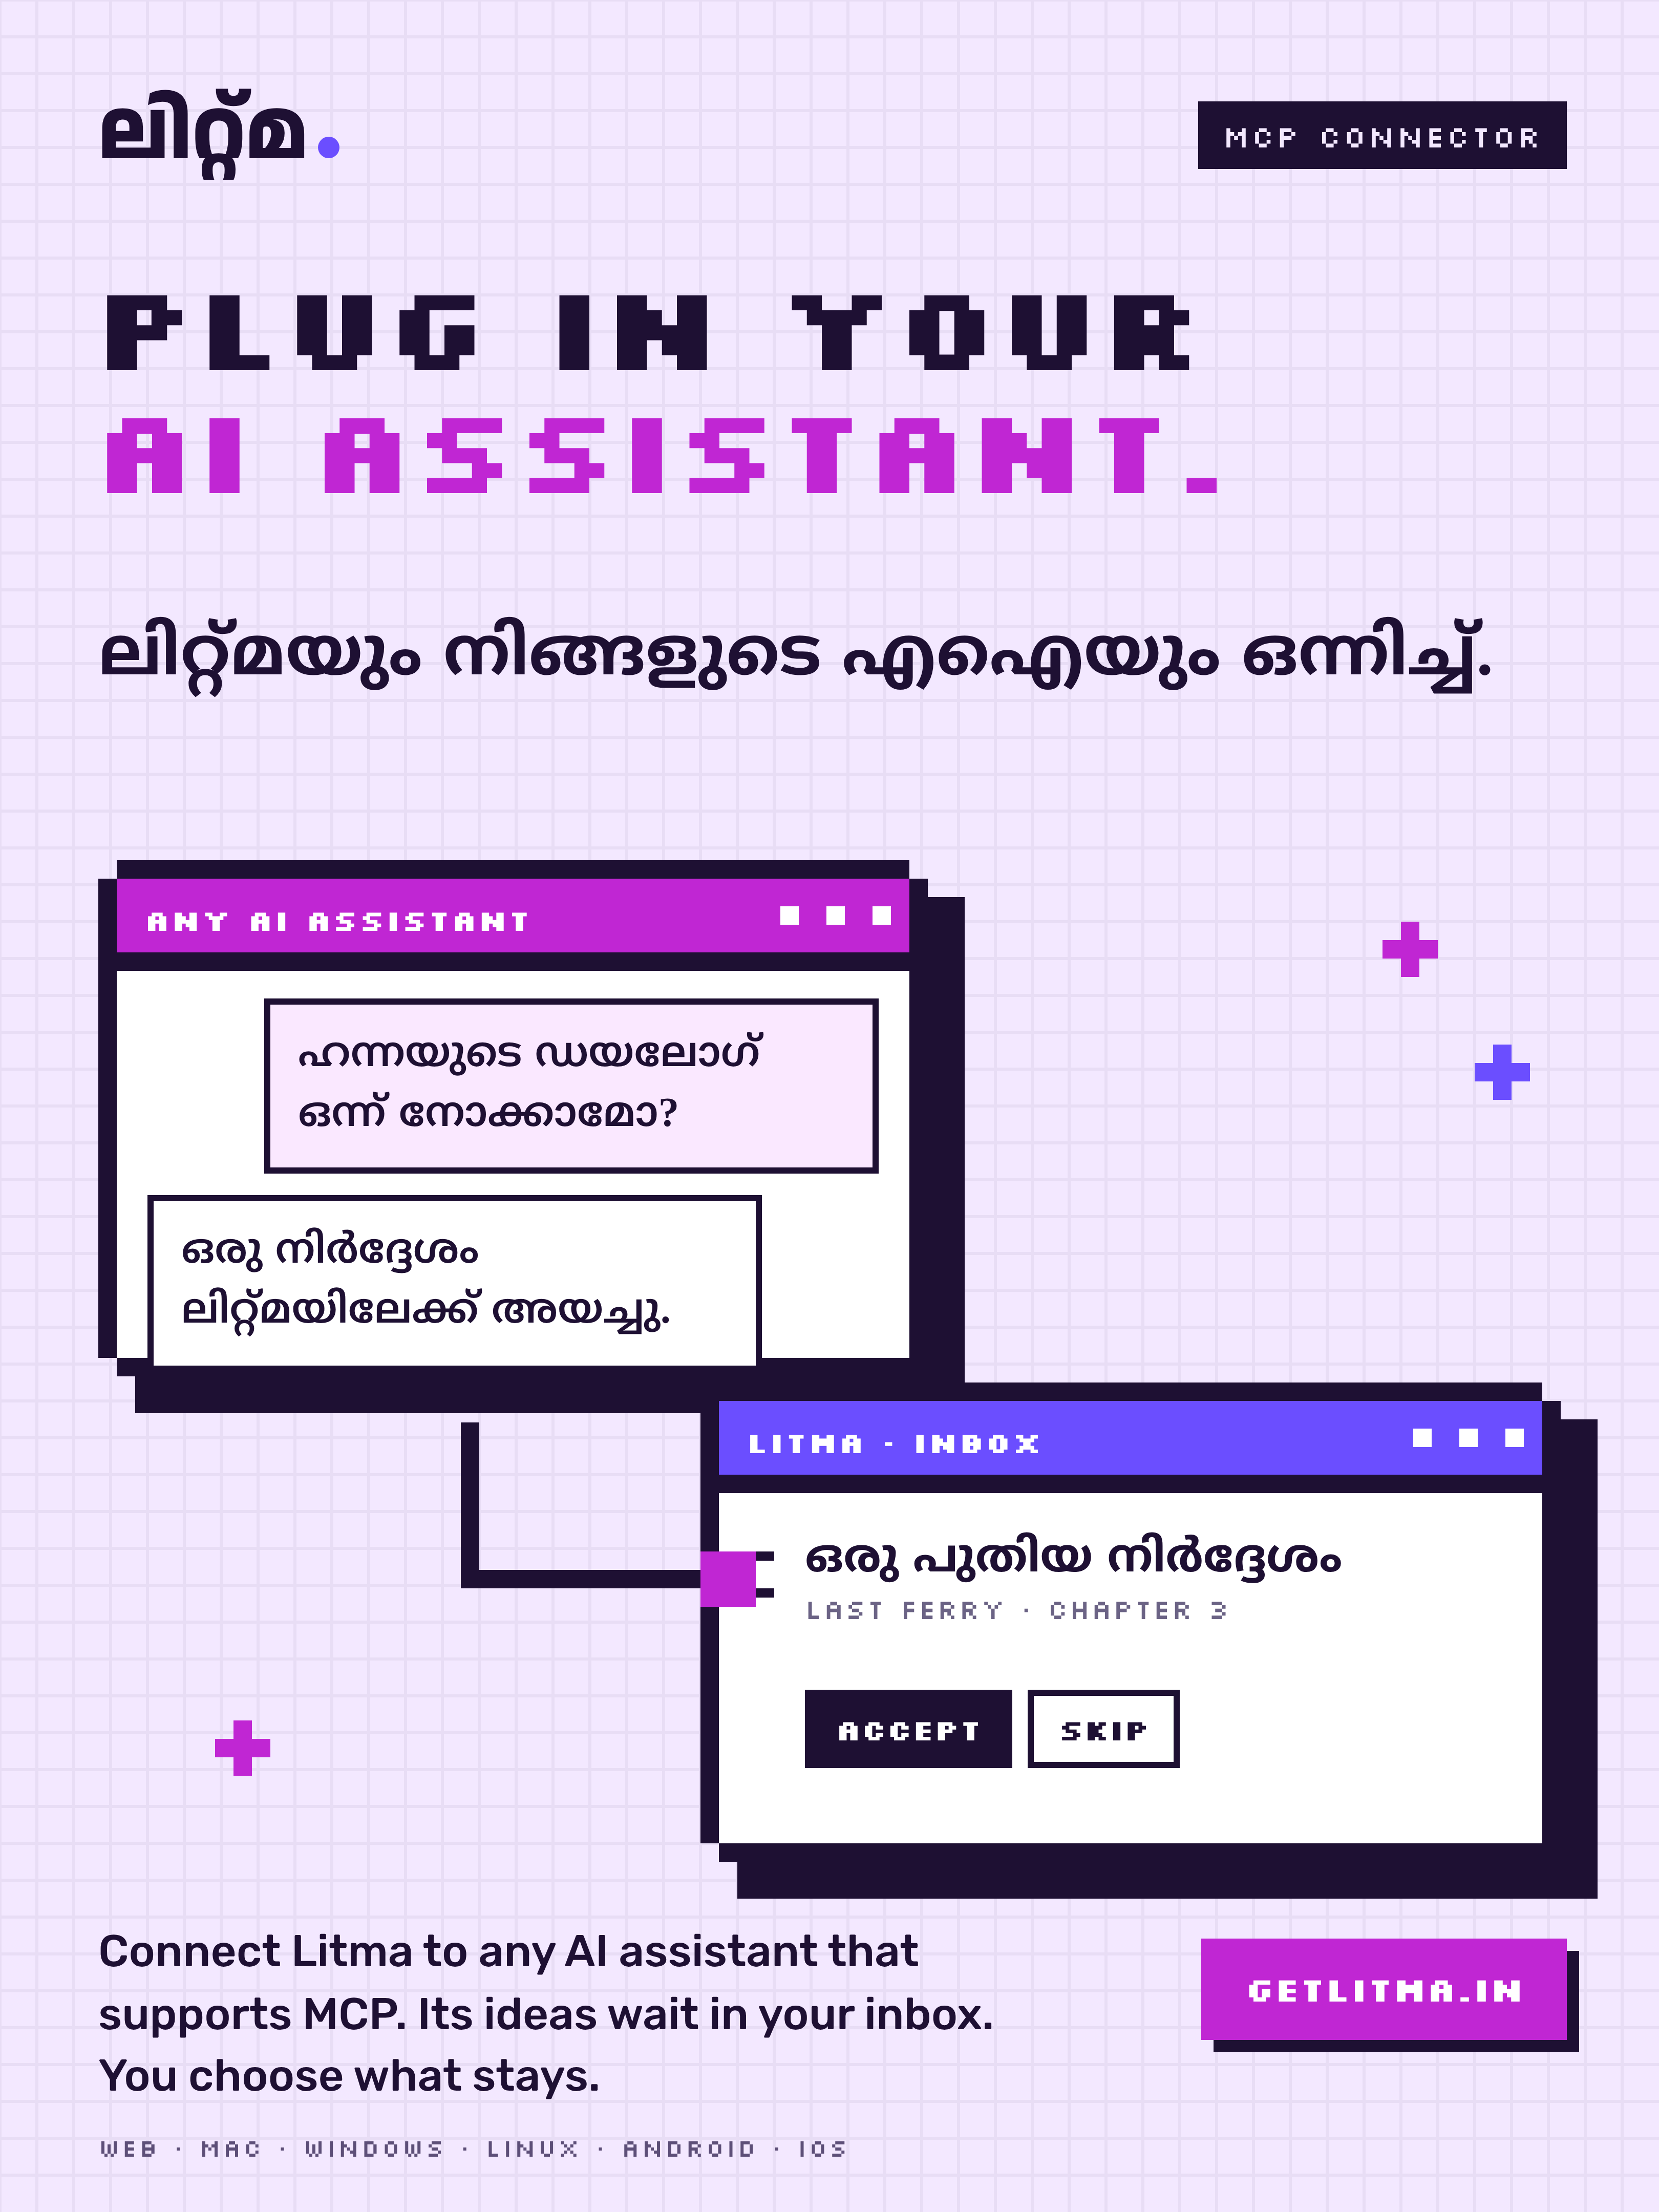 ലിറ്റ്മ.
MCP CONNECTOR
PLUG IN YOUR
AI ASSISTANT.
ലിറ്റ്മയും നിങ്ങളുടെ എഐയും ഒന്നിച്ച്.
ANY AI ASSISTANT
ഹന്നയുടെ ഡയലോഗ്
ഒന്ന് നോക്കാമോ?
ഒരു നിർദ്ദേശം
ലിറ്റ്മയിലേക്ക് അയച്ചു.
LITMA - INBOX
ഒരു പുതിയ നിർദ്ദേശം
LAST FERRY · CHAPTER 3
ACCEPT
SKIP
Connect Litma to any AI assistant that
supports MCP. Its ideas wait in your inbox.
You choose what stays.
GETLITMA.IN
WEB · MAC · WINDOWS · LINUX · ANDROID · IOS